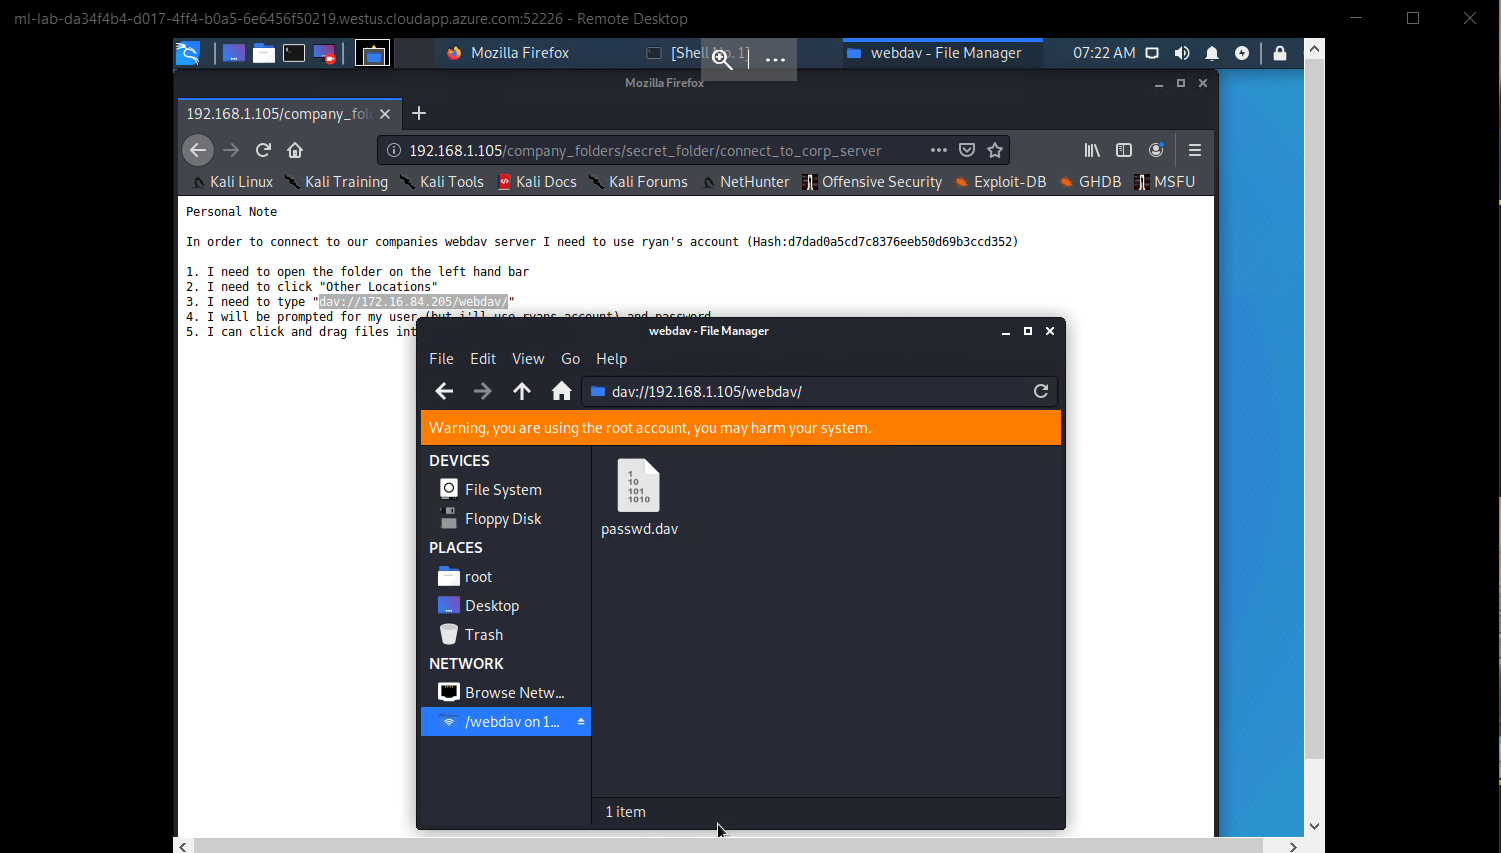 ml-lab-da34f4b4-d017-4ff4-b0a5-6e6456f50219.westus.cloudapp.azure.com:52226 - Remote Desktop
Mozilla Firefox
[Shell No. 1]
webdav - File Manager
07:22 AM
Mozilla Firefox
192.168.1.105/company_fol
192.168.1.105/company_folders/secret_folder/connect_to_corp_server
Kali Linux Kali Training Kali Tools Kali Docs Kali Forums NetHunter Offensive Security Exploit-DB GHDB MSFU
Personal Note
In order to connect to our companies webdav server I need to use ryan's account (Hash:d7dad0a5cd7c8376eeb50d69b3ccd352)
1. I need to open the folder on the left hand bar
2. I need to click "Other Locations"
3. I need to type "dav://172.16.84.205/webdav/"
4. I will be prompted for my user (but i'll use ryans account) and password
5. I can click and drag files int
webdav - File Manager
File Edit View Go Help
dav://192.168.1.105/webdav/
Warning, you are using the root account, you may harm your system.
DEVICES
File System
Floppy Disk
PLACES
root
Desktop
Trash
NETWORK
Browse Netw...
/webdav on 1...
1
10
101
1010
passwd.dav
1 item